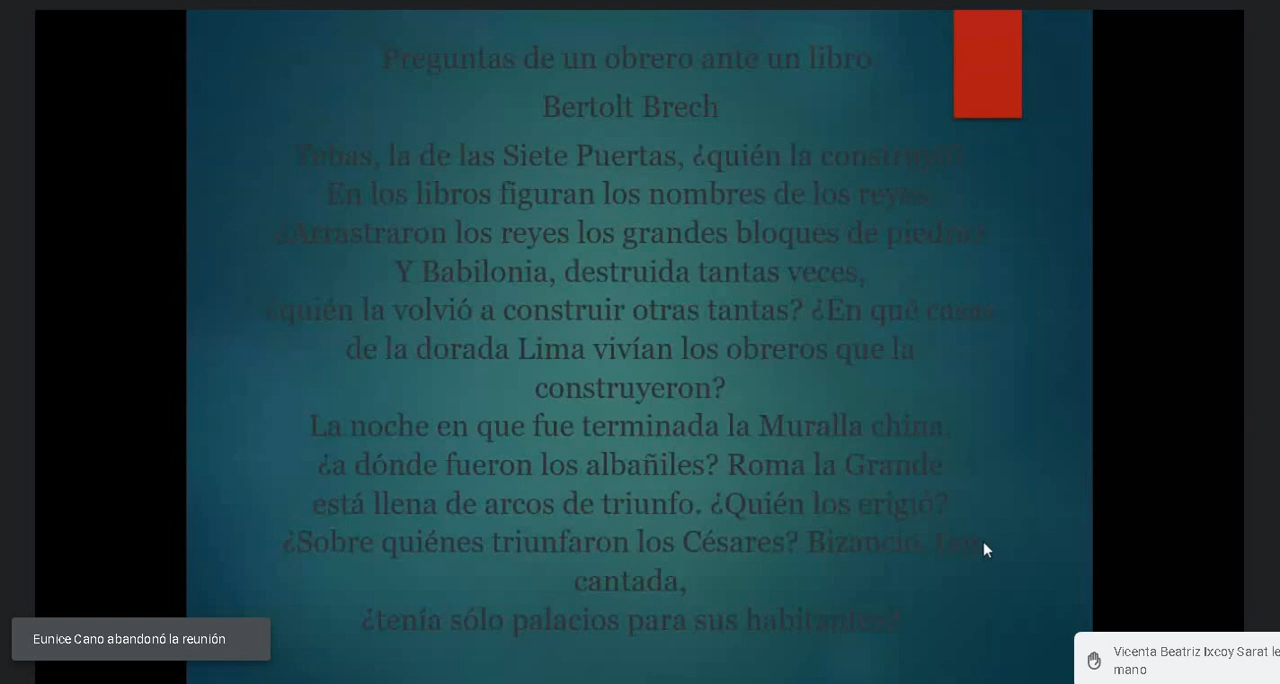 Preguntas de un obrero ante un libro
Bertolt Brech
Tebas, la de las Siete Puertas, ¿quién la construyó?
En los libros figuran los nombres de los reyes.
¿Arrastraron los reyes los grandes bloques de piedra?
Y Babilonia, destruida tantas veces,
¿quién la volvió a construir otras tantas? ¿En qué casas
de la dorada Lima vivían los obreros que la
construyeron?
La noche en que fue terminada la Muralla china,
¿a dónde fueron los albañiles? Roma la Grande
está llena de arcos de triunfo. ¿Quién los erigió?
¿Sobre quiénes triunfaron los Césares? Bizancio, tan
cantada,
¿tenía sólo palacios para sus habitantes?
Eunice Cano abandonó la reunión
Vicenta Beatriz Ixcoy Sarat le
mano